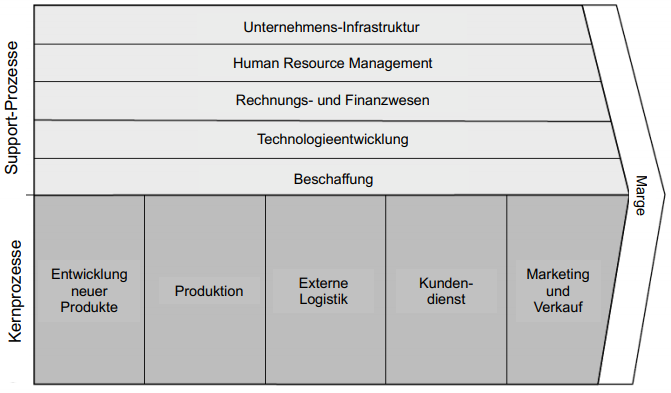 Support-Prozesse
Unternehmens-Infrastruktur
Human Resource Management
Rechnungs- und Finanzwesen
Technologieentwicklung
Beschaffung
Marge
Kernprozesse
Entwicklung
neuer
Produkte
Produktion
Externe
Logistik
Kunden-
dienst
Marketing
und
Verkauf